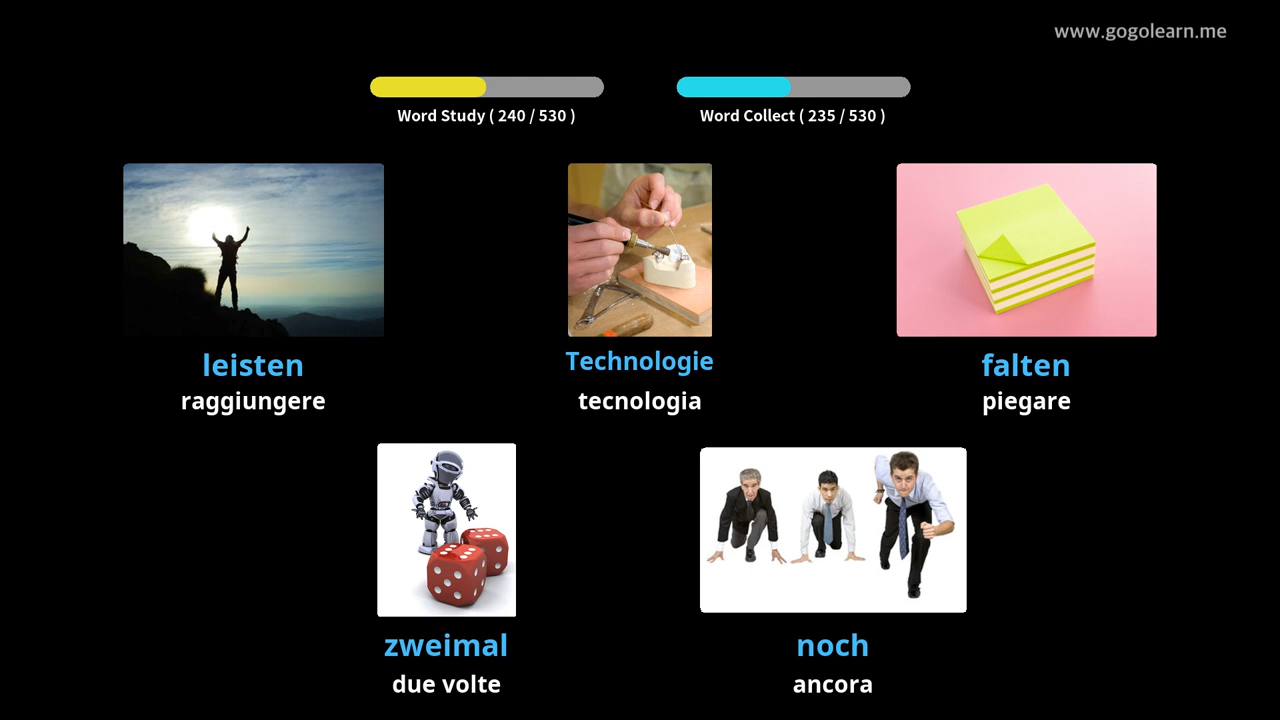 www.gogolearn.me
Word Study ( 240 / 530 )
Word Collect ( 235 / 530 )
leisten
raggiungere
Technologie
tecnologia
falten
piegare
zweimal
due volte
noch
ancora